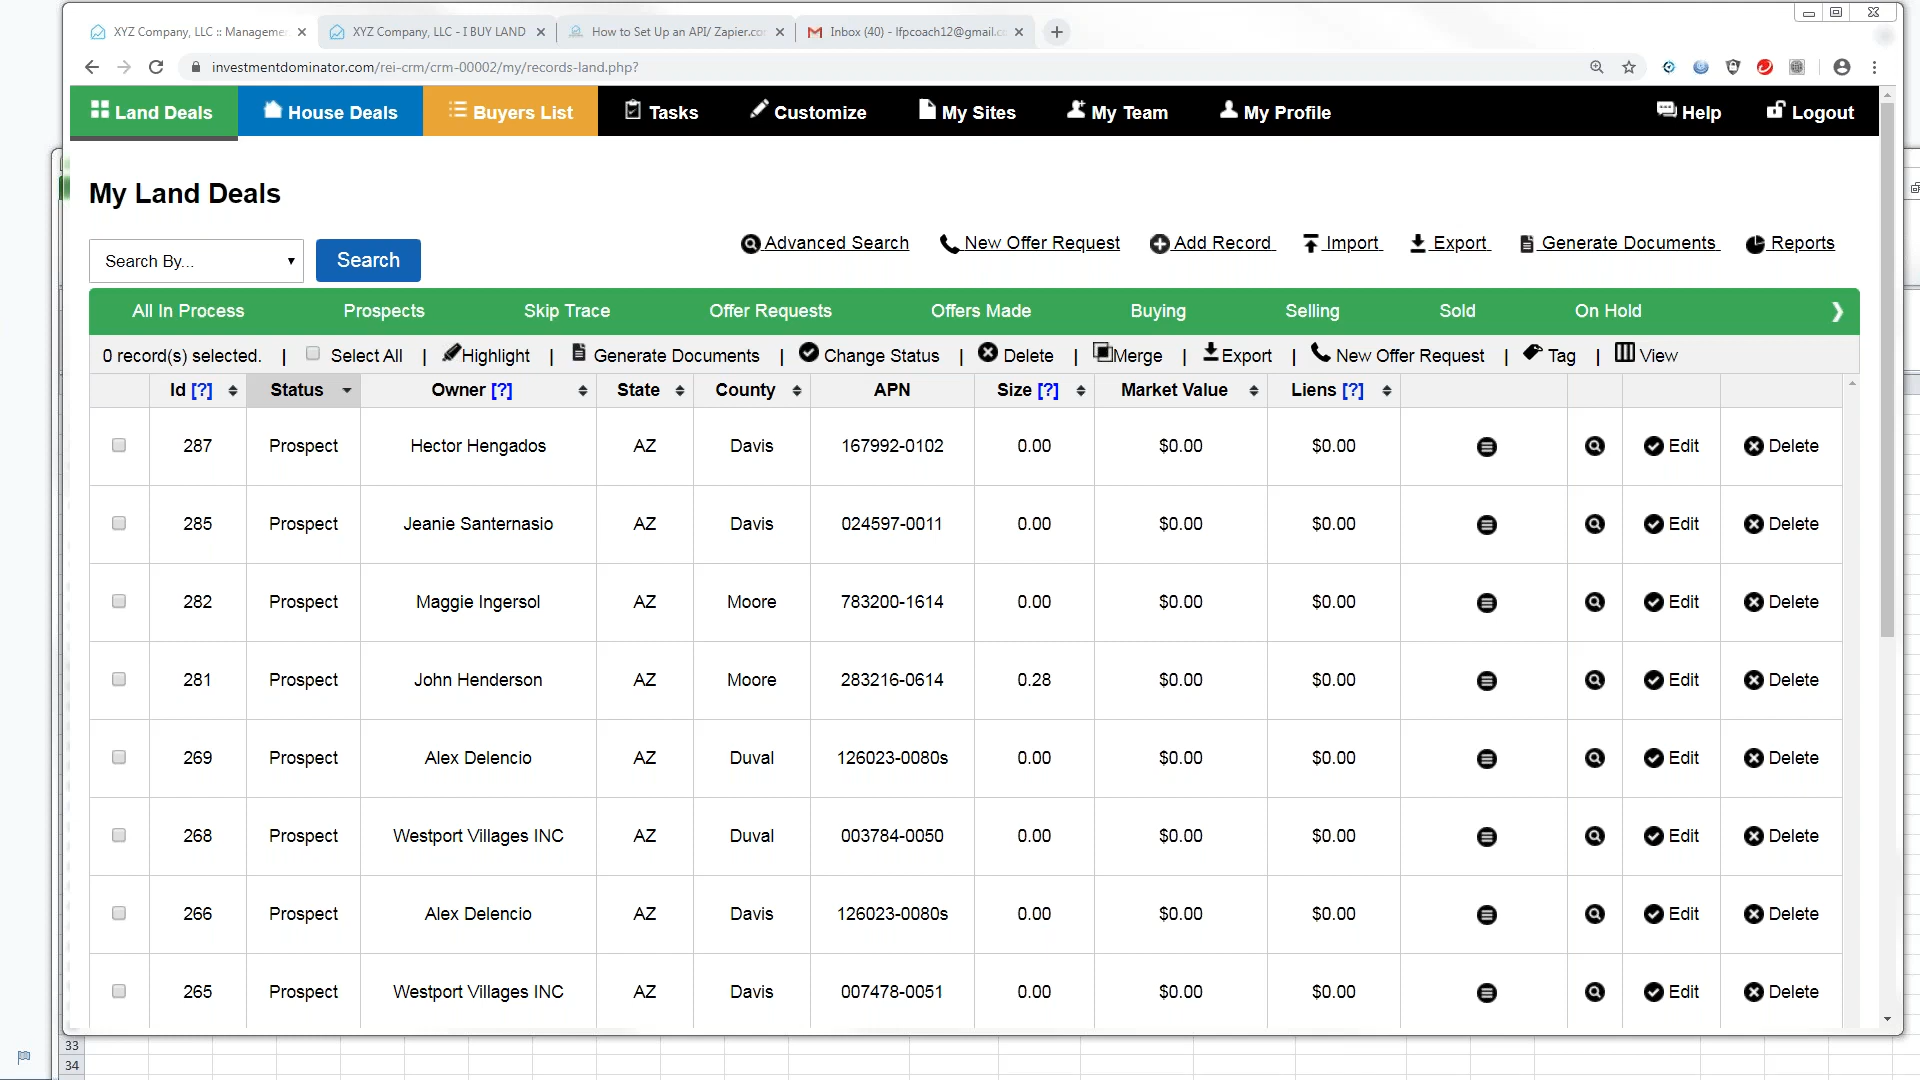 XYZ Company, LLC :: Manageme
XYZ Company, LLC - I BUY LAND
How to Set Up an API/ Zapier.co
Inbox (40) - lfpcoach12@gmail.c
investmentdominator.com/rei-crm/crm-00002/my/records-land.php?
Land Deals House Deals Buyers List Tasks Customize My Sites My Team My Profile Help Logout
My Land Deals
Search By... Search Advanced Search New Offer Request Add Record Import Export Generate Documents Reports
All In Process Prospects Skip Trace Offer Requests Offers Made Buying Selling Sold On Hold
0 record(s) selected. | Select All | Highlight | Generate Documents | Change Status | Delete | Merge | Export | New Offer Request | Tag | View
Id [?] Status Owner [?] State County APN Size [?] Market Value Liens [?]
287 Prospect Hector Hengados AZ Davis 167992-0102 0.00 $0.00 $0.00 Edit Delete
285 Prospect Jeanie Santernasio AZ Davis 024597-0011 0.00 $0.00 $0.00 Edit Delete
282 Prospect Maggie Ingersol AZ Moore 783200-1614 0.00 $0.00 $0.00 Edit Delete
281 Prospect John Henderson AZ Moore 283216-0614 0.28 $0.00 $0.00 Edit Delete
269 Prospect Alex Delencio AZ Duval 126023-0080s 0.00 $0.00 $0.00 Edit Delete
268 Prospect Westport Villages INC AZ Duval 003784-0050 0.00 $0.00 $0.00 Edit Delete
266 Prospect Alex Delencio AZ Davis 126023-0080s 0.00 $0.00 $0.00 Edit Delete
265 Prospect Westport Villages INC AZ Davis 007478-0051 0.00 $0.00 $0.00 Edit Delete
33
34